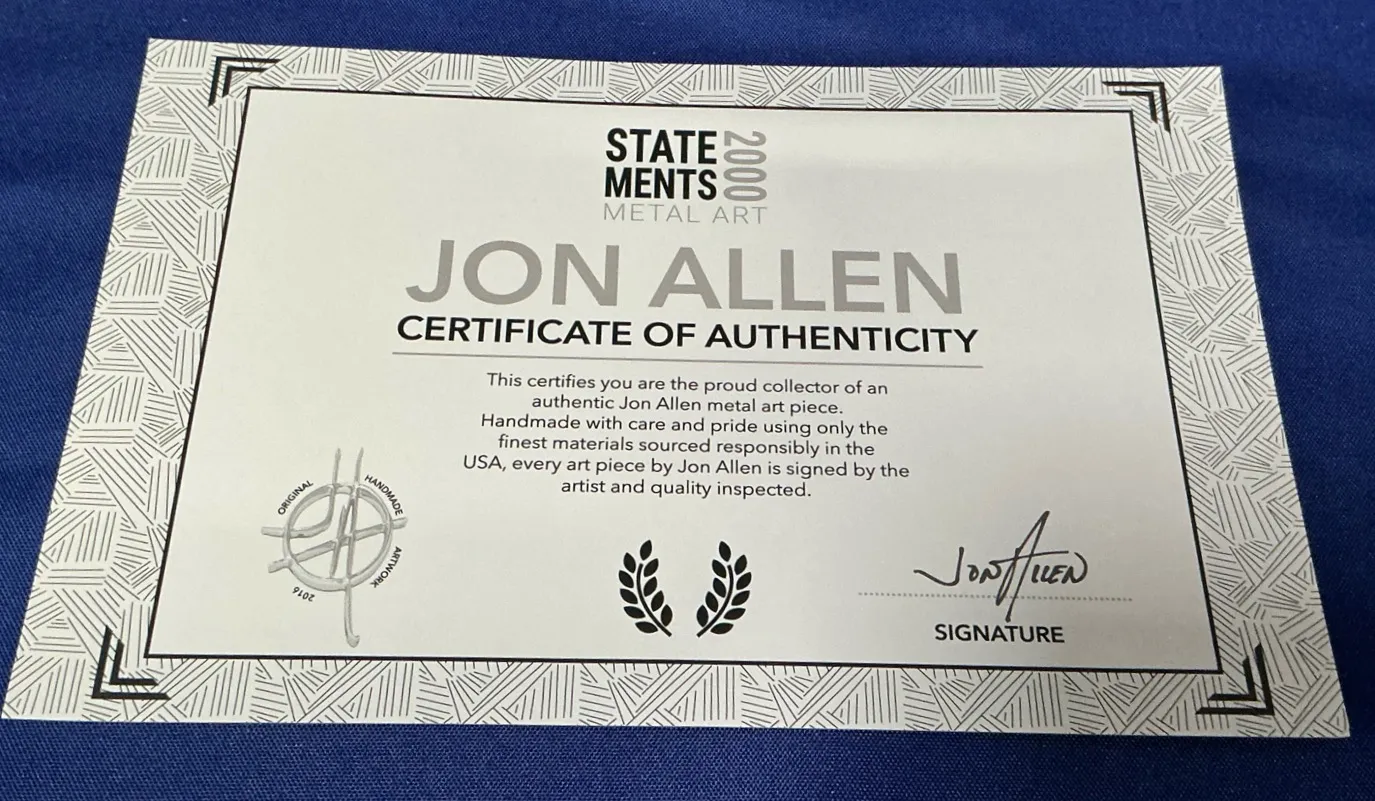 STATE
MENTS
2000
METAL ART
JON ALLEN
CERTIFICATE OF AUTHENTICITY
This certifies you are the proud collector of an
authentic Jon Allen metal art piece.
Handmade with care and pride using only the
finest materials sourced responsibly in the
USA, every art piece by Jon Allen is signed by the
artist and quality inspected.
ORIGINAL
HANDMADE
ARTWORK
2016
JON ALLEN
SIGNATURE